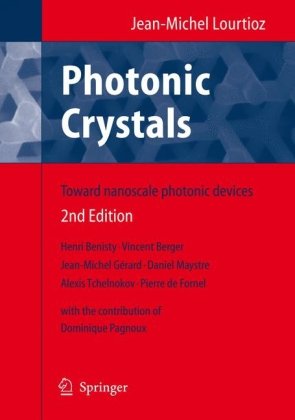 Jean-Michel Lourtioz
Photonic
Crystals
Toward nanoscale photonic devices
2nd Edition
Henri Benisty · Vincent Berger
Jean-Michel Gérard · Daniel Maystre
Alexis Tchelnokov · Pierre de Fornel
with the contribution of
Dominique Pagnoux
Springer